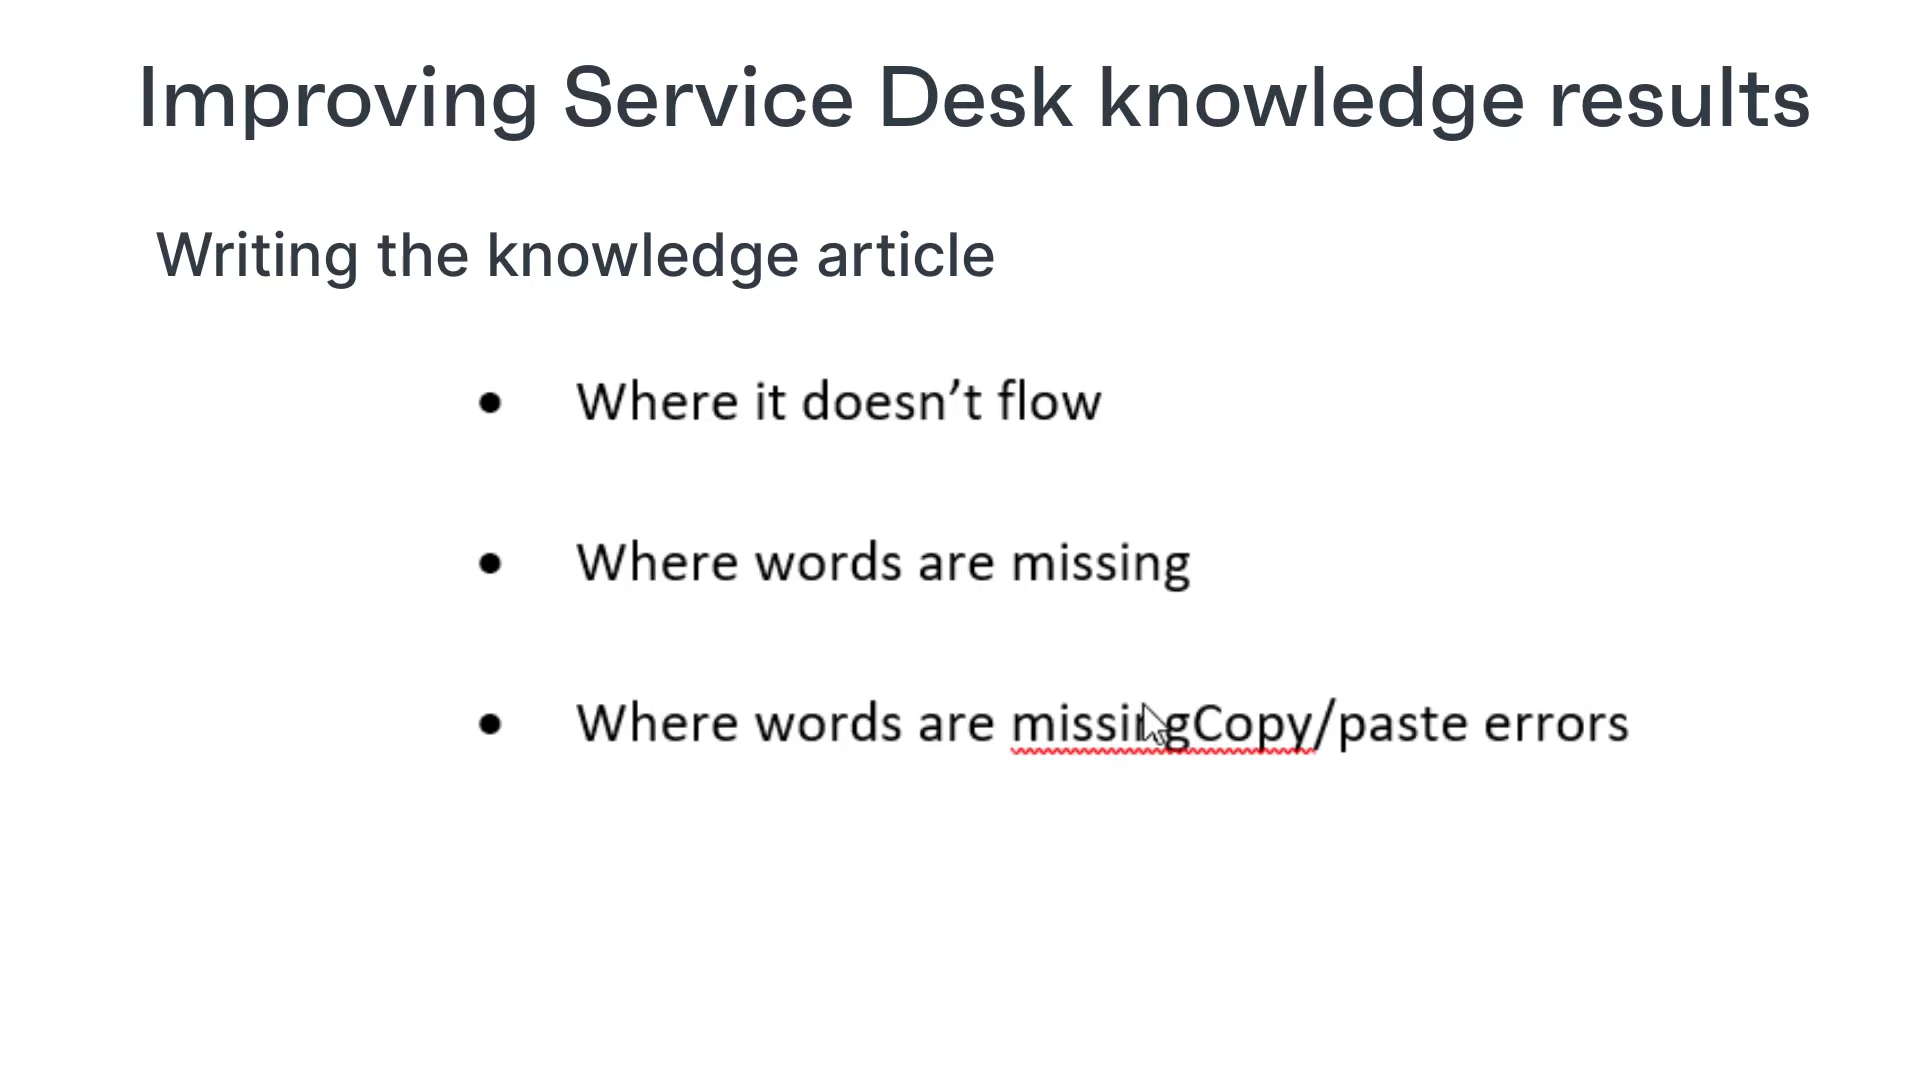 Improving Service Desk knowledge results
Writing the knowledge article
• Where it doesn’t flow
• Where words are missing
• Where words are missingCopy/paste errors